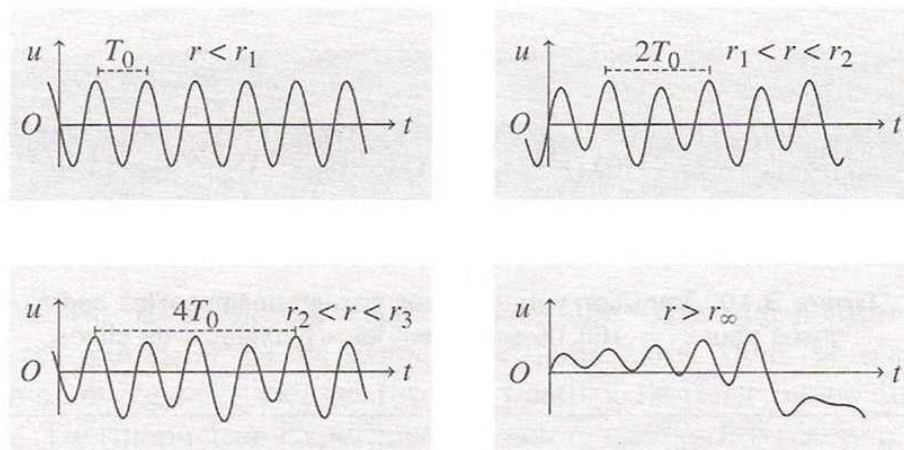 u
T₀
r < r₁
O
t
u
2T₀
r₁ < r < r₂
O
t
u
4T₀
r₂ < r < r₃
O
t
u
r > r∞
O
t